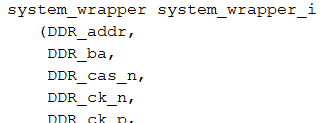 system_wrapper system_wrapper_i
(DDR_addr,
DDR_ba,
DDR_cas_n,
DDR_ck_n,
DDR_ck_p,